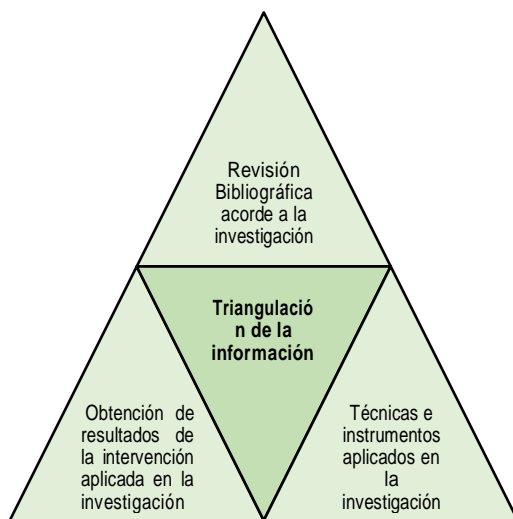 Revisión
Bibliográfica
acorde a la
investigación
Triangulació
n de la
información
Obtención de
resultados de
la intervención
aplicada en la
investigación
Técnicas e
instrumentos
aplicados en
la
investigación